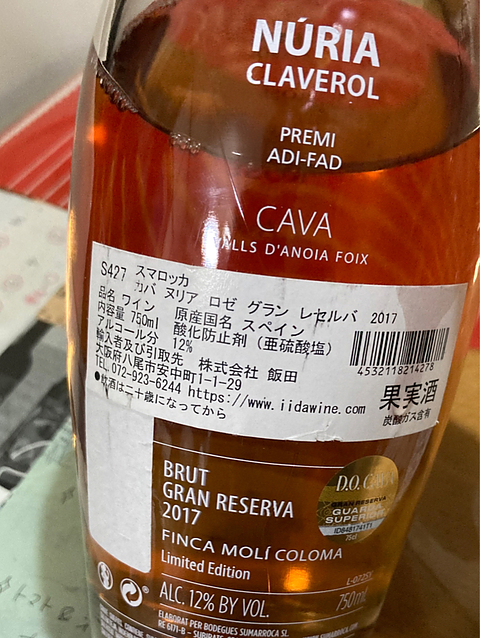 NÚRIA
CLAVEROL
PREMI
ADI-FAD
CAVA
VALLS D'ANOIA FOIX
S427 スマロッカ
カバ ヌリア ロゼ グラン レセルバ 2017
品名 ワイン 原産国名 スペイン
内容量 750ml 酸化防止剤 (亜硫酸塩)
アルコール分 12%
輸入者及び引取先 株式会社 飯田
大阪府八尾市安中町1-1-29
TEL.072-923-6244 https://www.iidawine.com
●飲酒は二十歳になってから
4532118214278
果実酒
炭酸ガス含有
BRUT
GRAN RESERVA
2017
FINCA MOLÍ COLOMA
Limited Edition
D.O. CAVA
GRAN RESERVA
GUARDA
SUPERIOR
75cl
ALC. 12% BY VOL.
750mL
ELABORAT PER BODEGUES SUMARROCA SL